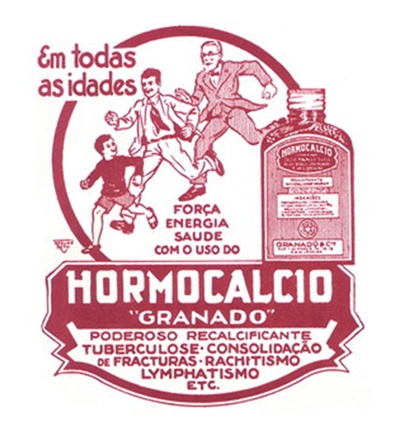 Em todas
as idades
FORÇA
ENERGIA
SAUDE
COM O USO DO
HORMOCALCIO
GRANADO & Cª
HORMOCALCIO
"GRANADO"
PODEROSO RECALCIFICANTE
TUBERCULOSE · CONSOLIDAÇÃO
DE FRACTURAS · RACHITISMO
LYMPHATISMO
ETC.